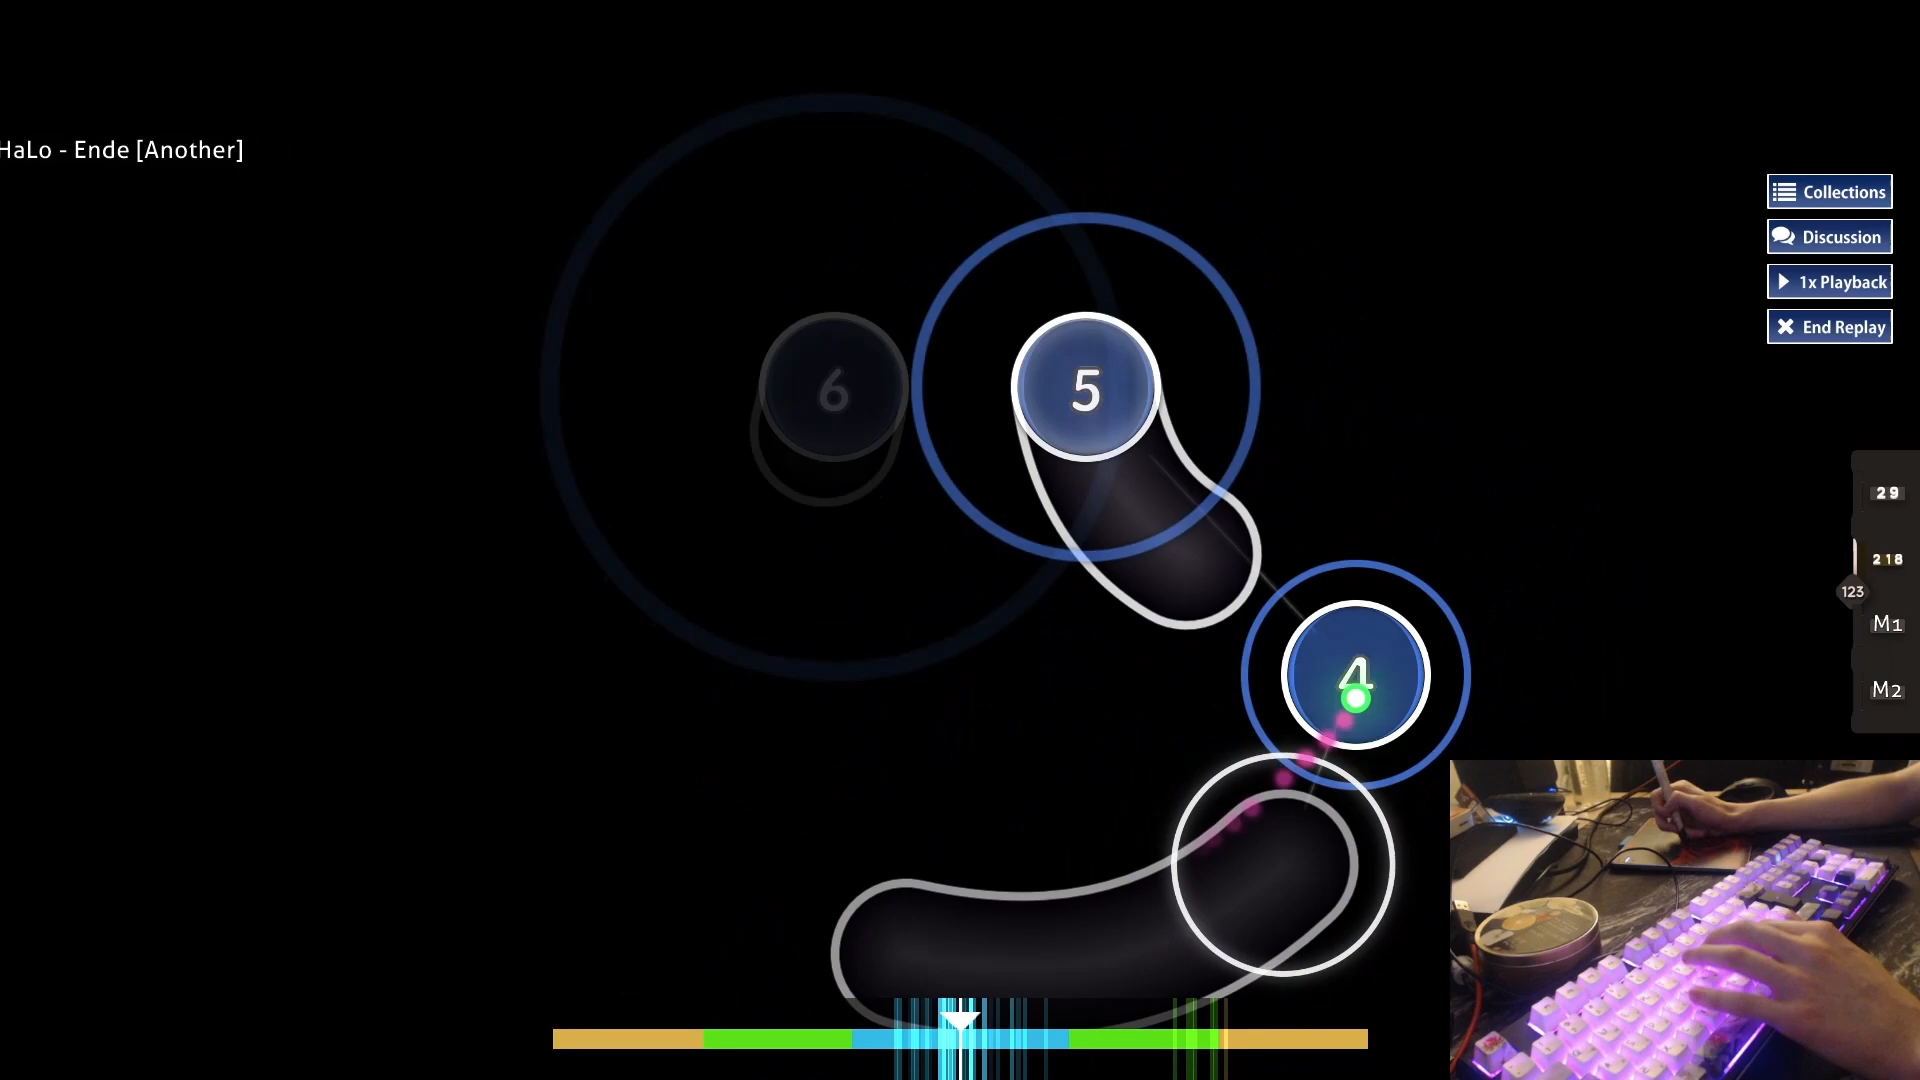 HaLo - Ende [Another]
Collections
Discussion
1x Playback
End Replay
6
5
4
29
218
123
M1
M2